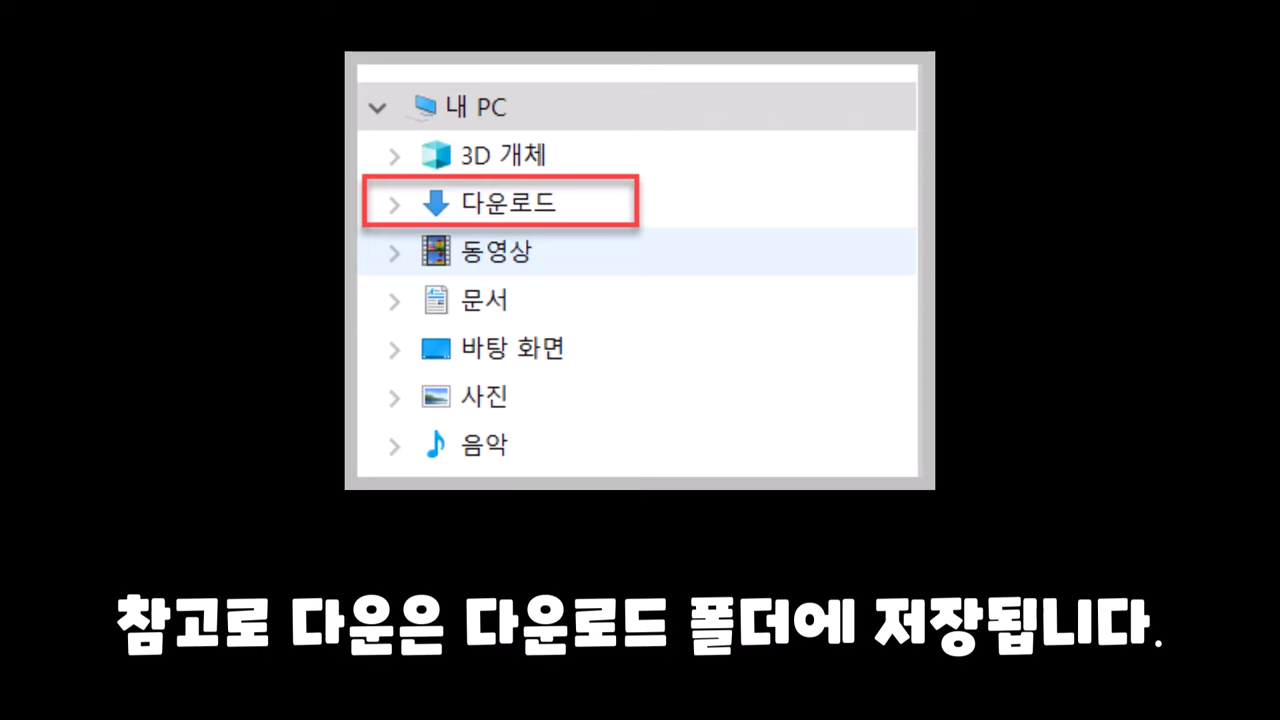 내 PC
3D 개체
다운로드
동영상
문서
바탕 화면
사진
음악
참고로 다운은 다운로드 폴더에 저장됩니다.